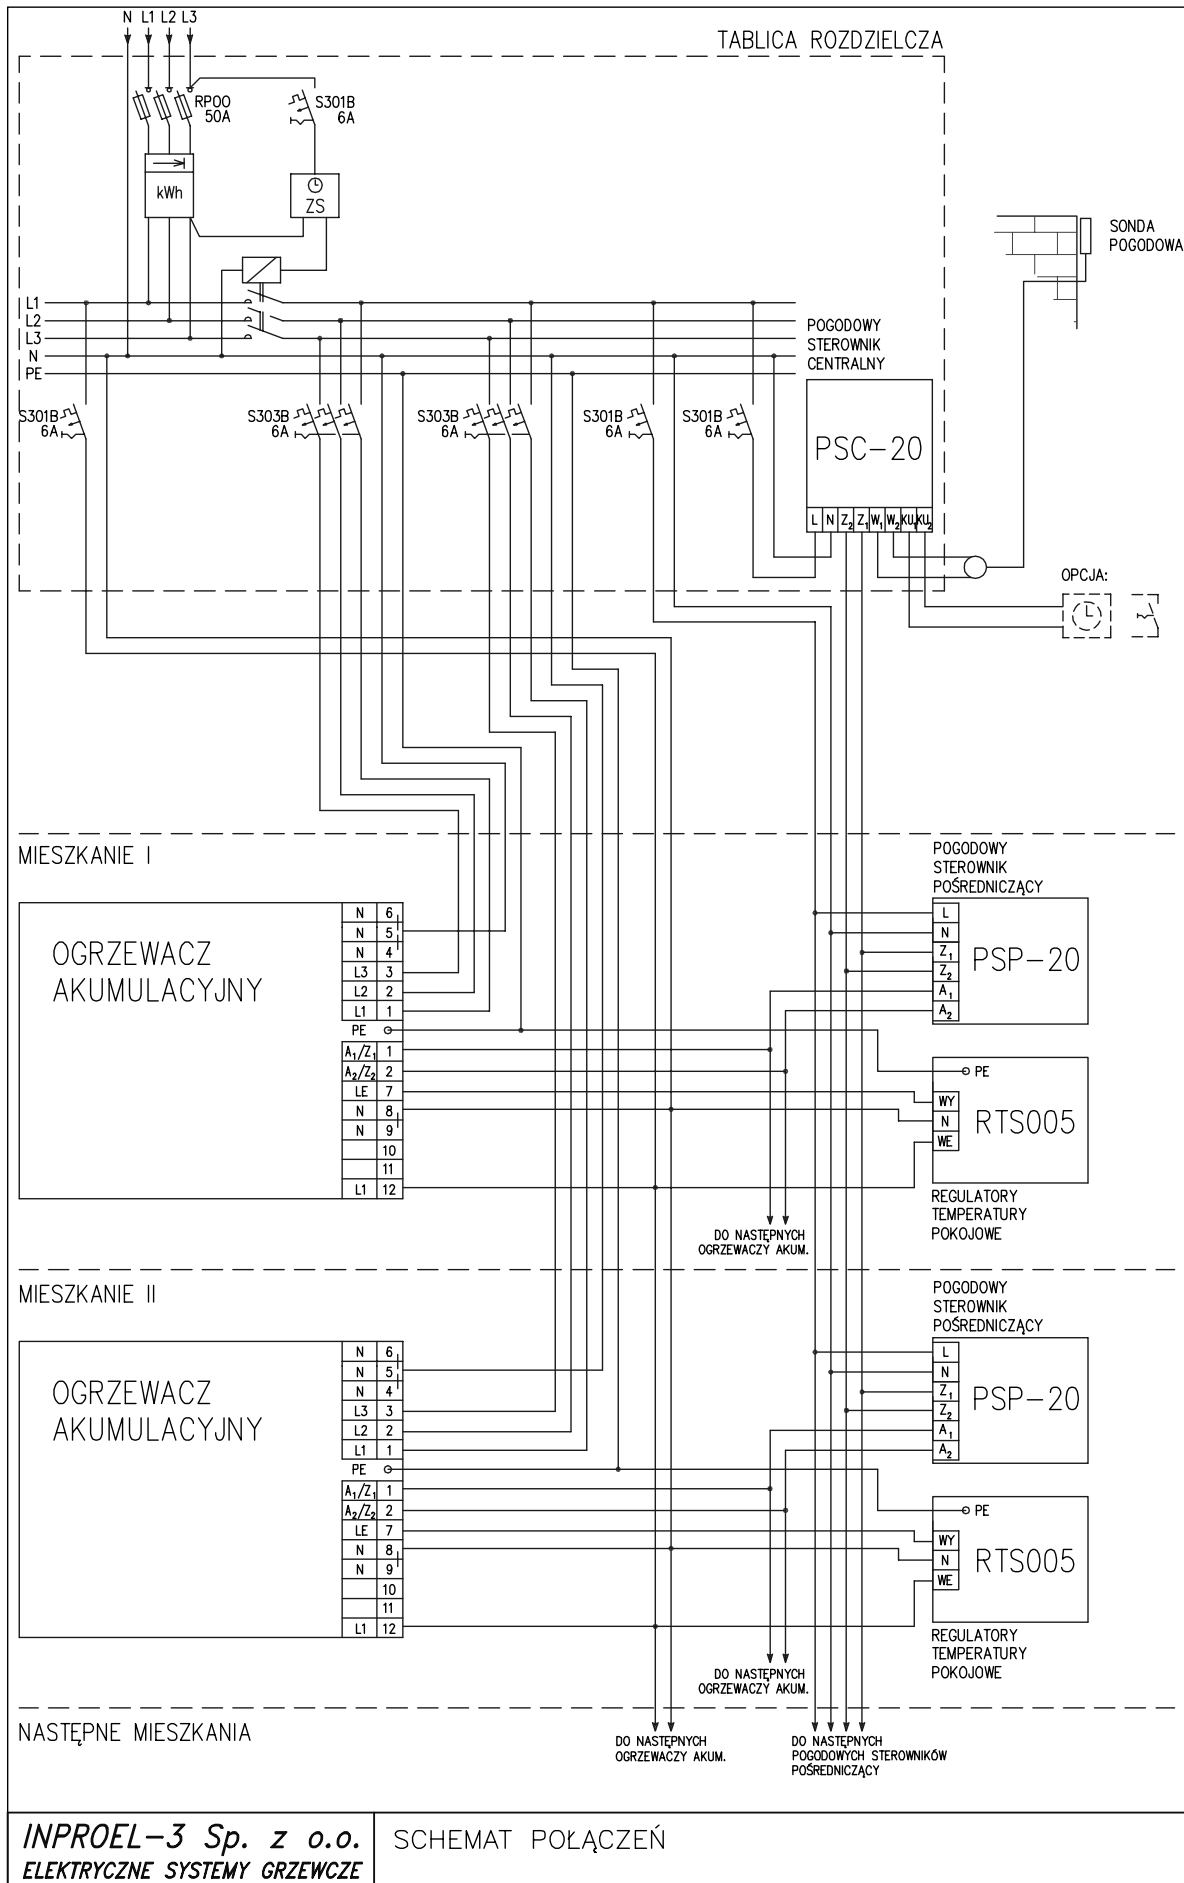 N L1 L2 L3
TABLICA ROZDZIELCZA
RP00
50A
S301B
6A
kWh
ZS
SONDA
POGODOWA
L1
L2
L3
N
PE
POGODOWY
STEROWNIK
CENTRALNY
S301B
6A
S303B
6A
S303B
6A
S301B
6A
S301B
6A
PSC-20
L N Z₂ Z₁ W₁ W₂ KU₁ KU₂
OPCJA:
MIESZKANIE I
OGRZEWACZ
AKUMULACYJNY
N 6
N 5
N 4
L3 3
L2 2
L1 1
PE
A₁/Z₁ 1
A₂/Z₂ 2
LE 7
N 8
N 9
10
11
L1 12
POGODOWY
STEROWNIK
POŚREDNICZĄCY
L
N
Z₁
Z₂
A₁
A₂
PSP-20
PE
WY
N
WE
RTS005
REGULATORY
TEMPERATURY
POKOJOWE
DO NASTĘPNYCH
OGRZEWACZY AKUM.
MIESZKANIE II
OGRZEWACZ
AKUMULACYJNY
N 6
N 5
N 4
L3 3
L2 2
L1 1
PE
A₁/Z₁ 1
A₂/Z₂ 2
LE 7
N 8
N 9
10
11
L1 12
POGODOWY
STEROWNIK
POŚREDNICZĄCY
L
N
Z₁
Z₂
A₁
A₂
PSP-20
PE
WY
N
WE
RTS005
REGULATORY
TEMPERATURY
POKOJOWE
DO NASTĘPNYCH
OGRZEWACZY AKUM.
NASTĘPNE MIESZKANIA
DO NASTĘPNYCH
OGRZEWACZY AKUM.
DO NASTĘPNYCH
POGODOWYCH STEROWNIKÓW
POŚREDNICZĄCY
INPROEL-3 Sp. z o.o.
ELEKTRYCZNE SYSTEMY GRZEWCZE
SCHEMAT POŁĄCZEŃ